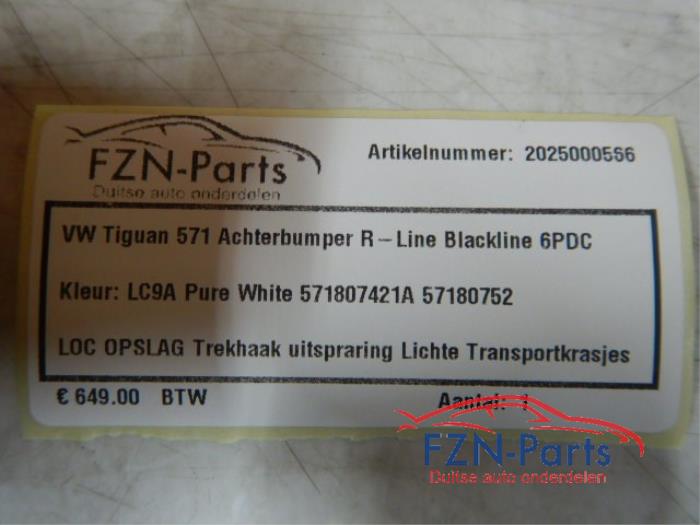 FZN-Parts
Duitse auto onderdelen
Artikelnummer: 2025000556
VW Tiguan 571 Achterbumper R-Line Blackline 6PDC
Kleur: LC9A Pure White 571807421A 57180752
LOC OPSLAG Trekhaak uitspraring Lichte Transportkrasjes
€ 649.00 BTW
Aantal: 1
FZN-Parts
Duitse auto onderdelen